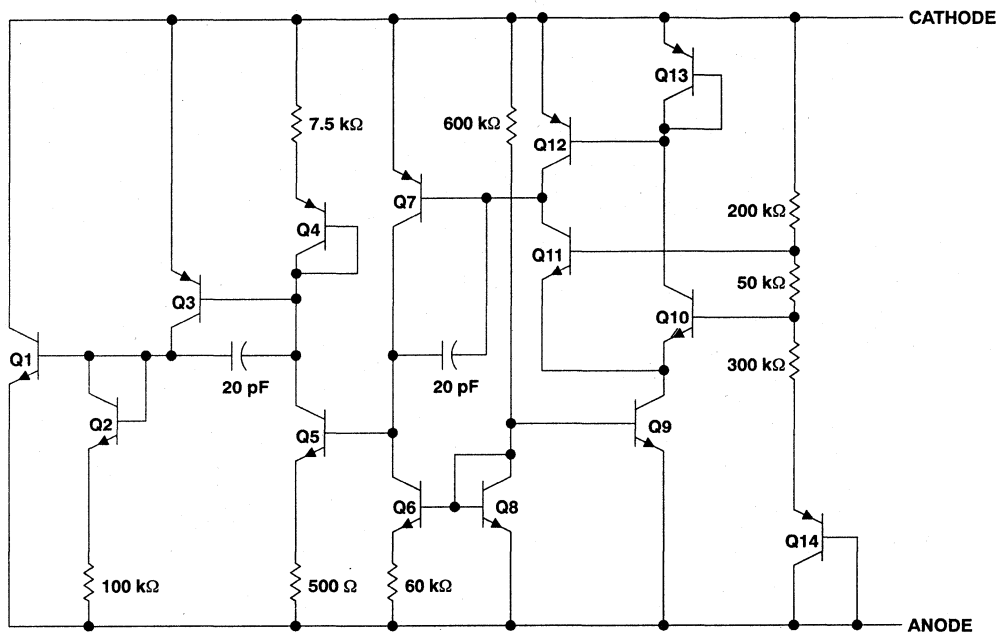 CATHODE
Q13
7.5 kΩ
600 kΩ
Q12
Q7
200 kΩ
Q4
Q11
50 kΩ
Q3
Q10
Q1
300 kΩ
20 pF
20 pF
Q2
Q5
Q9
Q6
Q8
Q14
100 kΩ
500 Ω
60 kΩ
ANODE